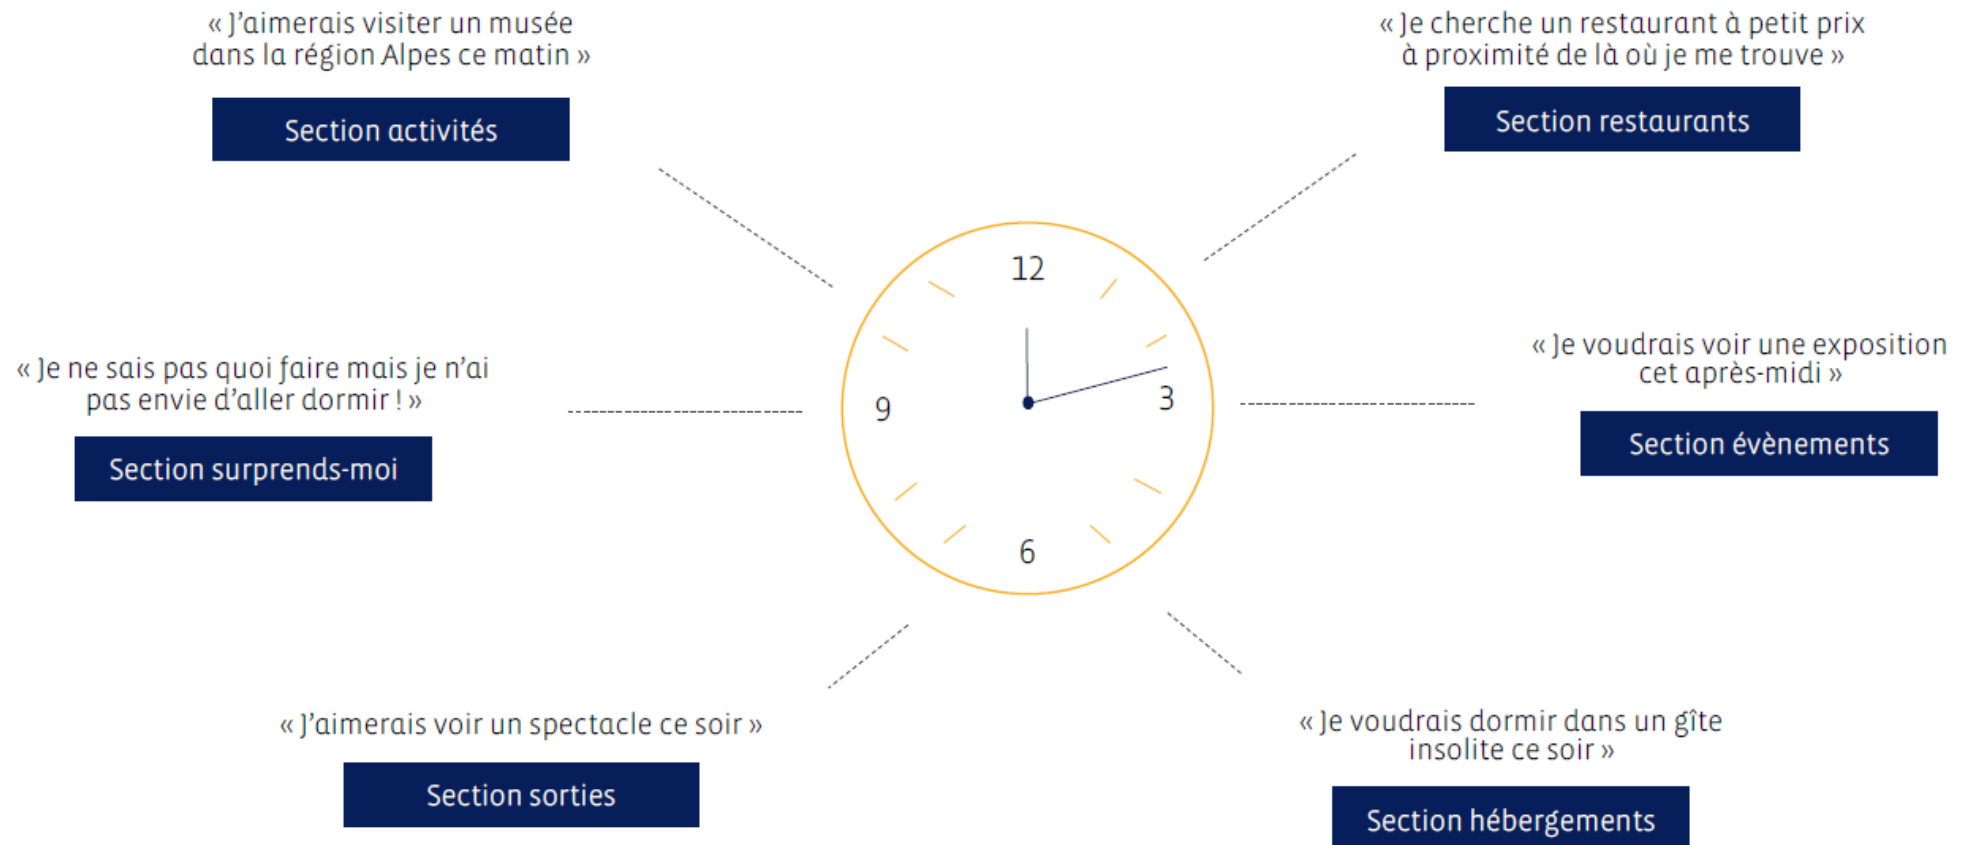 « J’aimerais visiter un musée
dans la région Alpes ce matin »
Section activités
« Je cherche un restaurant à petit prix
à proximité de là où je me trouve »
Section restaurants
12
3
6
9
« Je voudrais voir une exposition
cet après-midi »
Section évènements
« Je ne sais pas quoi faire mais je n’ai
pas envie d’aller dormir ! »
Section surprends-moi
« J’aimerais voir un spectacle ce soir »
Section sorties
« Je voudrais dormir dans un gîte
insolite ce soir »
Section hébergements